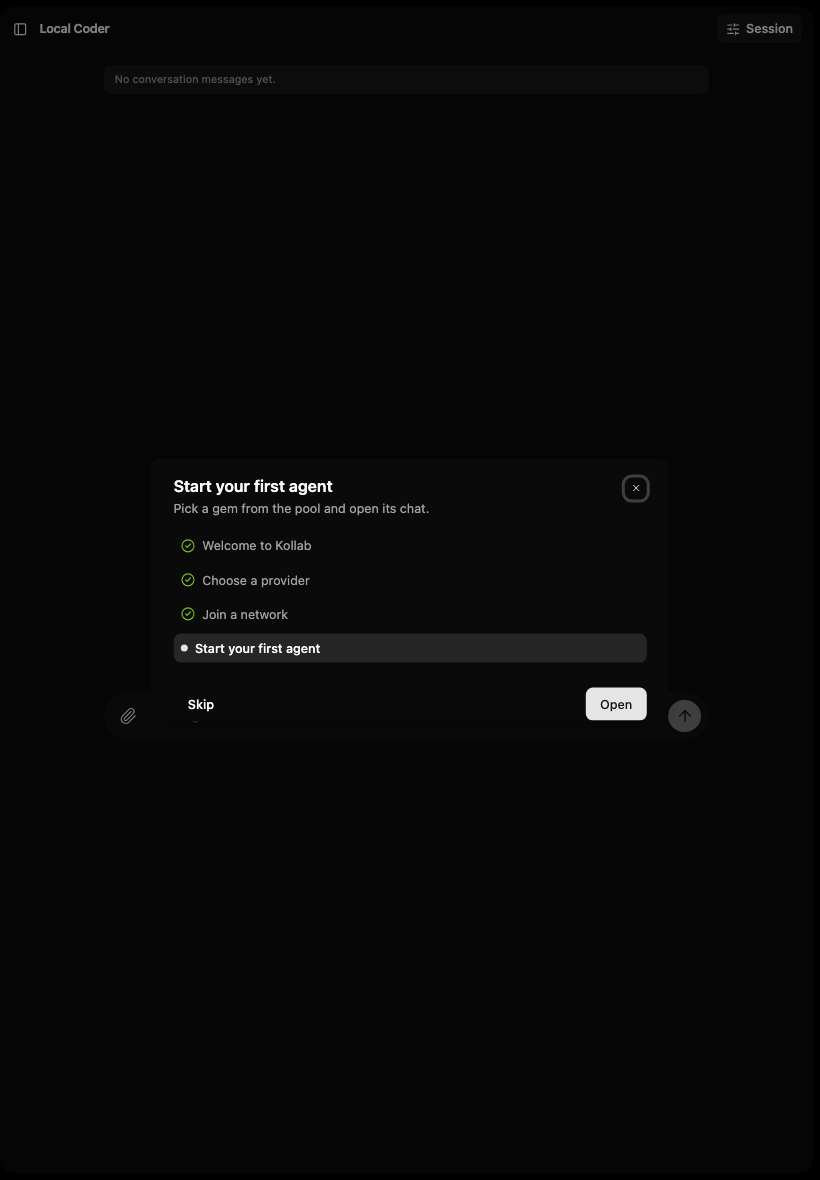 Local Coder
Session
No conversation messages yet.
Start your first agent
Pick a gem from the pool and open its chat.
Welcome to Kollab
Choose a provider
Join a network
Start your first agent
Skip
Open